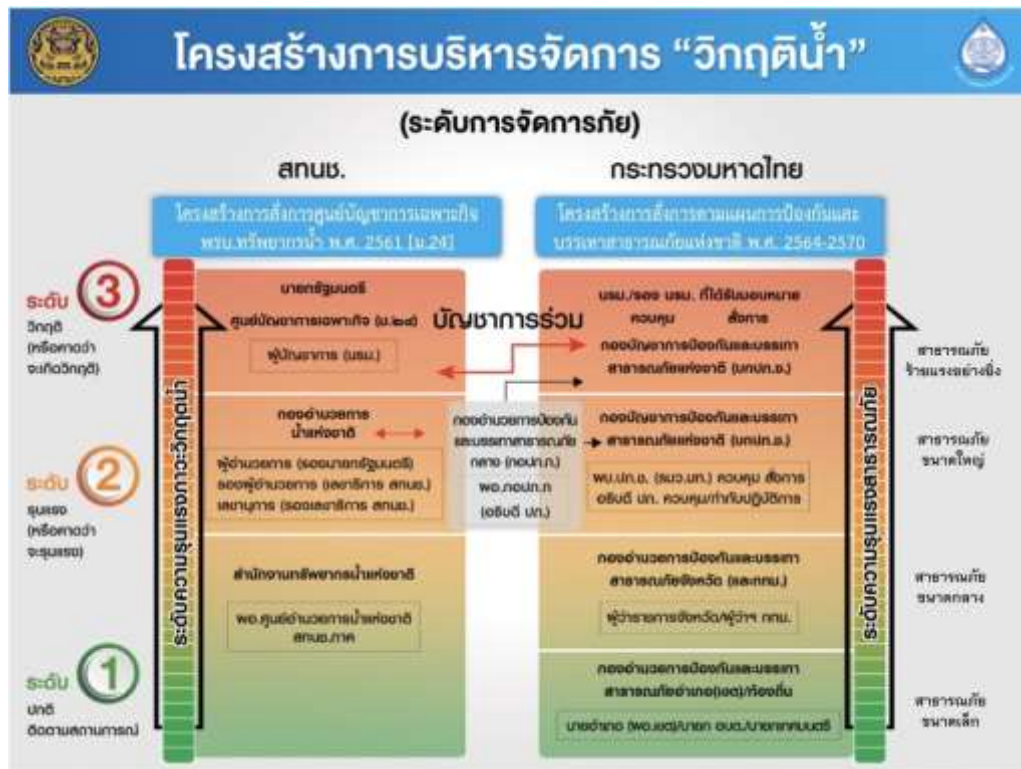 โครงสร้างการบริหารจัดการ “วิกฤติน้ำ”
(ระดับการจัดการภัย)
สทนช.
กระทรวงมหาดไทย
โครงสร้างการสั่งการศูนย์บัญชาการเฉพาะกิจ
พรบ.ทรัพยากรน้ำ พ.ศ. 2561 [ม.24]
โครงสร้างการสั่งการตามแผนการป้องกันและ
บรรเทาสาธารณภัยแห่งชาติ พ.ศ. 2564-2570
ระดับ 3
วิกฤติ
(หรือคาดว่า
จะเกิดวิกฤติ)
ระดับ 2
รุนแรง
(หรือคาดว่า
จะรุนแรง)
ระดับ 1
ปกติ
ติดตามสถานการณ์
ระดับความรุนแรงภาวะวิกฤตน้ำ
นายกรัฐมนตรี
ศูนย์บัญชาการเฉพาะกิจ (ม.๒๔)
ผู้บัญชาการ (นรม.)
กองอำนวยการ
น้ำแห่งชาติ
ผู้อำนวยการ (รองนายกรัฐมนตรี)
รองผู้อำนวยการ (เลขาธิการ สทนช.)
เลขานุการ (รองเลขาธิการ สทนช.)
สำนักงานทรัพยากรน้ำแห่งชาติ
ผอ.ศูนย์อำนวยการน้ำแห่งชาติ
สทนช.ภาค
บัญชาการร่วม
กองอำนวยการป้องกัน
และบรรเทาสาธารณภัย
กลาง (กอปภ.ก.)
ผอ.กอปภ.ก
(อธิบดี ปภ.)
นรม./รอง นรม. ที่ได้รับมอบหมาย
ควบคุม สั่งการ
กองบัญชาการป้องกันและบรรเทา
สาธารณภัยแห่งชาติ (บกปภ.ช.)
กองบัญชาการป้องกันและบรรเทา
สาธารณภัยแห่งชาติ (บกปภ.ช.)
ผบ.ปภ.ช. (รมว.มท.) ควบคุม สั่งการ
อธิบดี ปภ. ควบคุม/กำกับปฏิบัติการ
กองอำนวยการป้องกันและบรรเทา
สาธารณภัยจังหวัด (และกทม.)
ผู้ว่าราชการจังหวัด/ผู้ว่าฯ กทม.
กองอำนวยการป้องกันและบรรเทา
สาธารณภัยอำเภอ(เขต)/ท้องถิ่น
นายอำเภอ (ผอ.เขต)/นายก อบต./นายกเทศมนตรี
ระดับความรุนแรงสาธารณภัย
สาธารณภัย
ร้ายแรงอย่างยิ่ง
สาธารณภัย
ขนาดใหญ่
สาธารณภัย
ขนาดกลาง
สาธารณภัย
ขนาดเล็ก